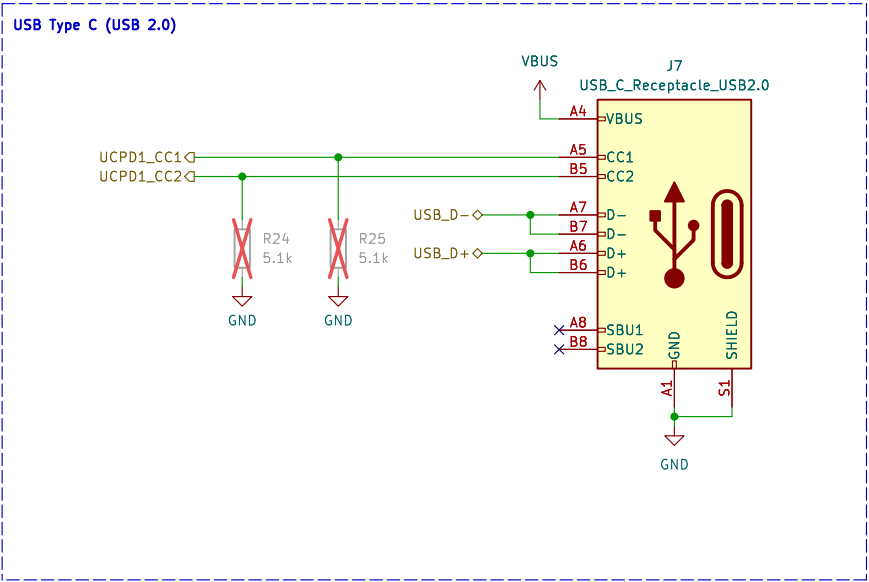 USB Type C (USB 2.0)
VBUS
J7
USB_C_Receptacle_USB2.0
A4
VBUS
UCPD1_CC1
A5
CC1
UCPD1_CC2
B5
CC2
USB_D-
A7
D-
B7
D-
USB_D+
A6
D+
B6
D+
R24
5.1k
R25
5.1k
GND
GND
A8
SBU1
B8
SBU2
GND
SHIELD
A1
S1
GND